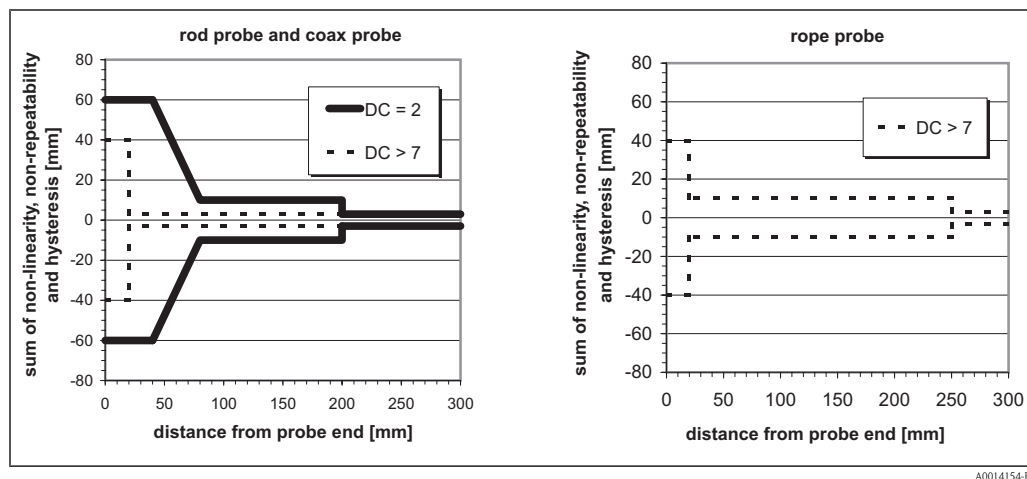 rod probe and coax probe
sum of non-linearity, non-repeatability
and hysteresis [mm]
80
60
40
20
0
-20
-40
-60
-80
DC = 2
DC > 7
0
50
100
150
200
250
300
distance from probe end [mm]
rope probe
sum of non-linearity, non-repeatability
and hysteresis [mm]
80
60
40
20
0
-20
-40
-60
-80
DC > 7
0
50
100
150
200
250
300
distance from probe end [mm]